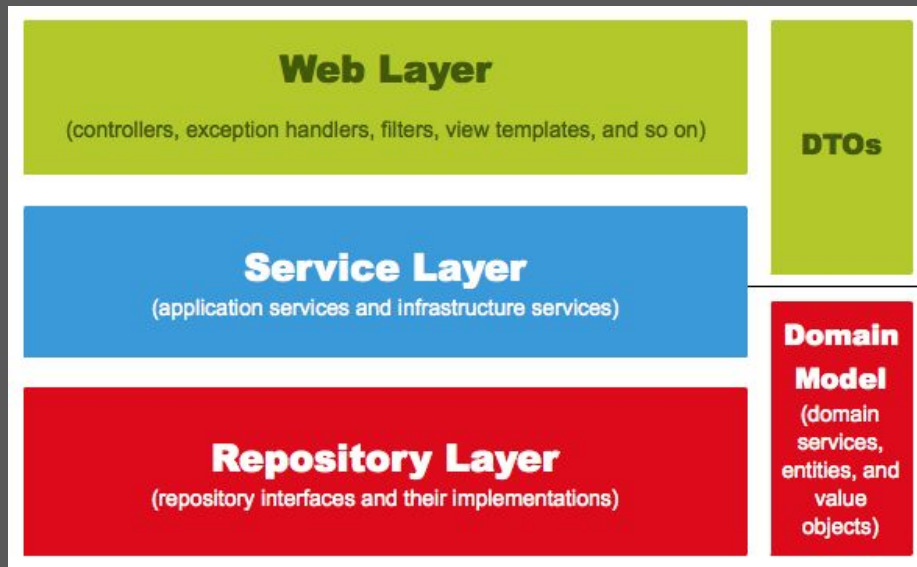 Web Layer
(controllers, exception handlers, filters, view templates, and so on)
DTOs
Service Layer
(application services and infrastructure services)
Domain
Model
(domain
services,
entities, and
value
objects)
Repository Layer
(repository interfaces and their implementations)